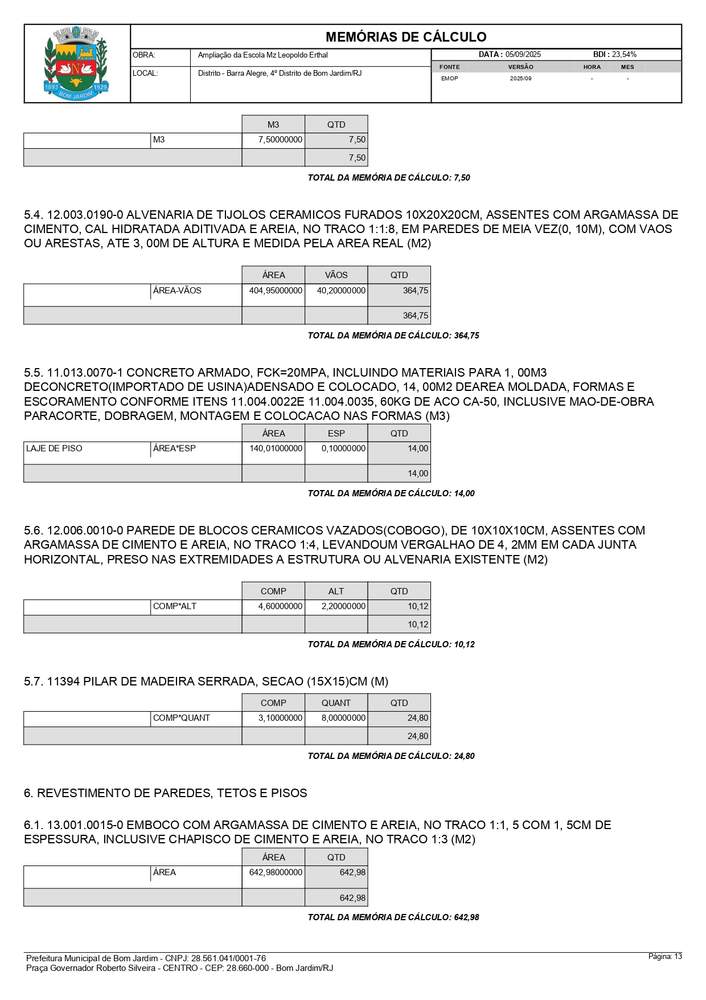 MEMÓRIAS DE CÁLCULO
OBRA: Ampliação da Escola Mz Leopoldo Erthal
LOCAL: Distrito - Barra Alegre, 4º Distrito de Bom Jardim/RJ
DATA : 05/09/2025 BDI : 23,54%
FONTE VERSÃO HORA MES
EMOP 2025/09 - -
1893 N 1929
BOM JARDIM
M3 QTD
M3 7,50000000 7,50
7,50
TOTAL DA MEMÓRIA DE CÁLCULO: 7,50
5.4. 12.003.0190-0 ALVENARIA DE TIJOLOS CERAMICOS FURADOS 10X20X20CM, ASSENTES COM ARGAMASSA DE
CIMENTO, CAL HIDRATADA ADITIVADA E AREIA, NO TRACO 1:1:8, EM PAREDES DE MEIA VEZ(0, 10M), COM VAOS
OU ARESTAS, ATE 3, 00M DE ALTURA E MEDIDA PELA AREA REAL (M2)
ÁREA VÃOS QTD
ÁREA-VÃOS 404,95000000 40,20000000 364,75
364,75
TOTAL DA MEMÓRIA DE CÁLCULO: 364,75
5.5. 11.013.0070-1 CONCRETO ARMADO, FCK=20MPA, INCLUINDO MATERIAIS PARA 1, 00M3
DECONCRETO(IMPORTADO DE USINA)ADENSADO E COLOCADO, 14, 00M2 DEAREA MOLDADA, FORMAS E
ESCORAMENTO CONFORME ITENS 11.004.0022E 11.004.0035, 60KG DE ACO CA-50, INCLUSIVE MAO-DE-OBRA
PARACORTE, DOBRAGEM, MONTAGEM E COLOCACAO NAS FORMAS (M3)
ÁREA ESP QTD
LAJE DE PISO ÁREA*ESP 140,01000000 0,10000000 14,00
14,00
TOTAL DA MEMÓRIA DE CÁLCULO: 14,00
5.6. 12.006.0010-0 PAREDE DE BLOCOS CERAMICOS VAZADOS(COBOGO), DE 10X10X10CM, ASSENTES COM
ARGAMASSA DE CIMENTO E AREIA, NO TRACO 1:4, LEVANDOUM VERGALHAO DE 4, 2MM EM CADA JUNTA
HORIZONTAL, PRESO NAS EXTREMIDADES A ESTRUTURA OU ALVENARIA EXISTENTE (M2)
COMP ALT QTD
COMP*ALT 4,60000000 2,20000000 10,12
10,12
TOTAL DA MEMÓRIA DE CÁLCULO: 10,12
5.7. 11394 PILAR DE MADEIRA SERRADA, SECAO (15X15)CM (M)
COMP QUANT QTD
COMP*QUANT 3,10000000 8,00000000 24,80
24,80
TOTAL DA MEMÓRIA DE CÁLCULO: 24,80
6. REVESTIMENTO DE PAREDES, TETOS E PISOS
6.1. 13.001.0015-0 EMBOCO COM ARGAMASSA DE CIMENTO E AREIA, NO TRACO 1:1, 5 COM 1, 5CM DE
ESPESSURA, INCLUSIVE CHAPISCO DE CIMENTO E AREIA, NO TRACO 1:3 (M2)
ÁREA QTD
ÁREA 642,98000000 642,98
642,98
TOTAL DA MEMÓRIA DE CÁLCULO: 642,98
Prefeitura Municipal de Bom Jardim - CNPJ: 28.561.041/0001-76 Página: 13
Praça Governador Roberto Silveira - CENTRO - CEP: 28.660-000 - Bom Jardim/RJ